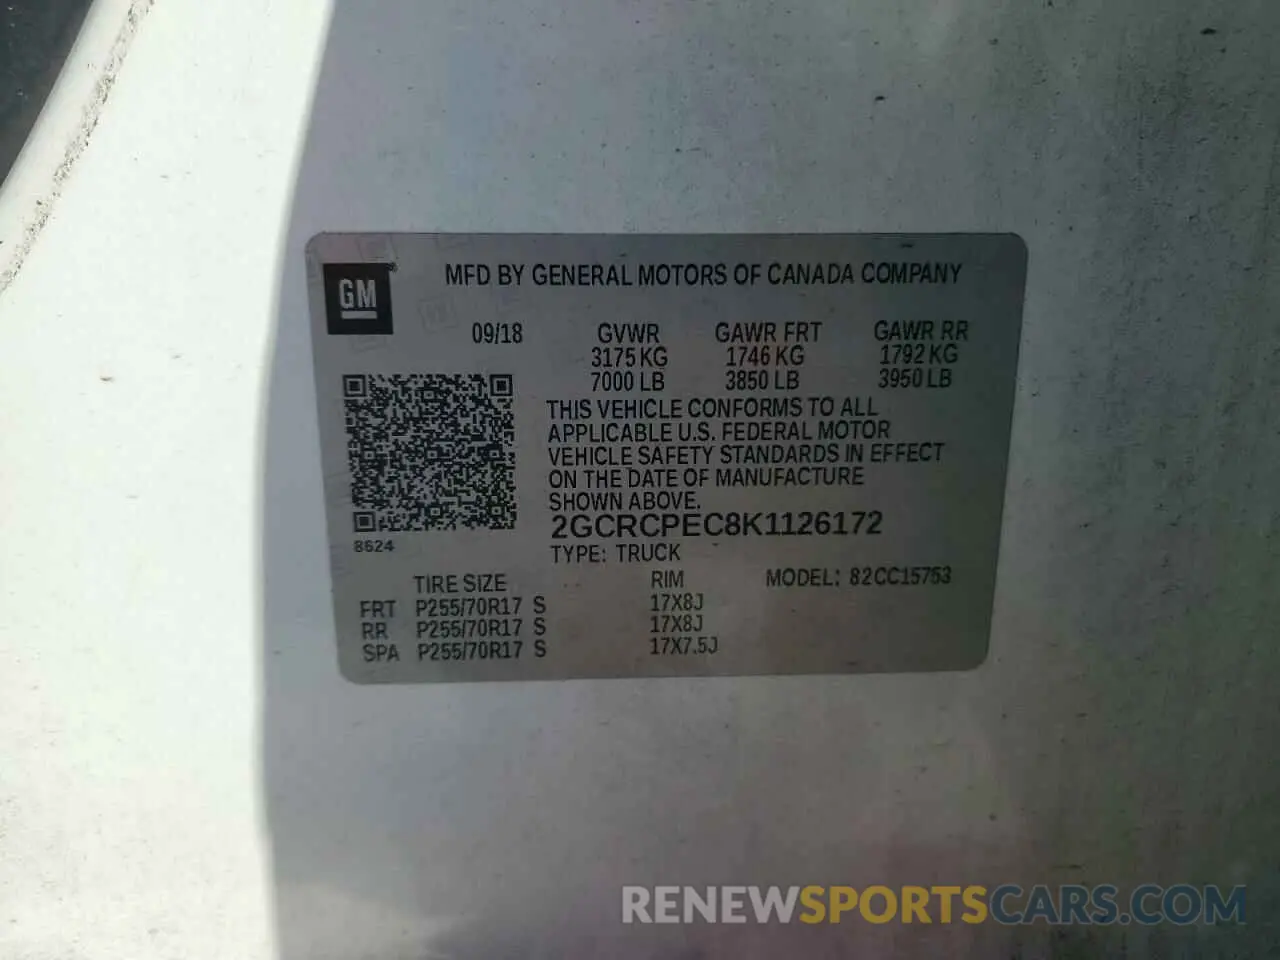 GM
MFD BY GENERAL MOTORS OF CANADA COMPANY
09/18 GVWR GAWR FRT GAWR RR
3175 KG 1746 KG 1792 KG
7000 LB 3850 LB 3950 LB
THIS VEHICLE CONFORMS TO ALL
APPLICABLE U.S. FEDERAL MOTOR
VEHICLE SAFETY STANDARDS IN EFFECT
ON THE DATE OF MANUFACTURE
SHOWN ABOVE.
2GCRCPEC8K1126172
8624
TYPE: TRUCK
TIRE SIZE RIM MODEL: 82CC15753
FRT P255/70R17 S 17X8J
RR P255/70R17 S 17X8J
SPA P255/70R17 S 17X7.5J
RENEWSPORTSCARS.COM